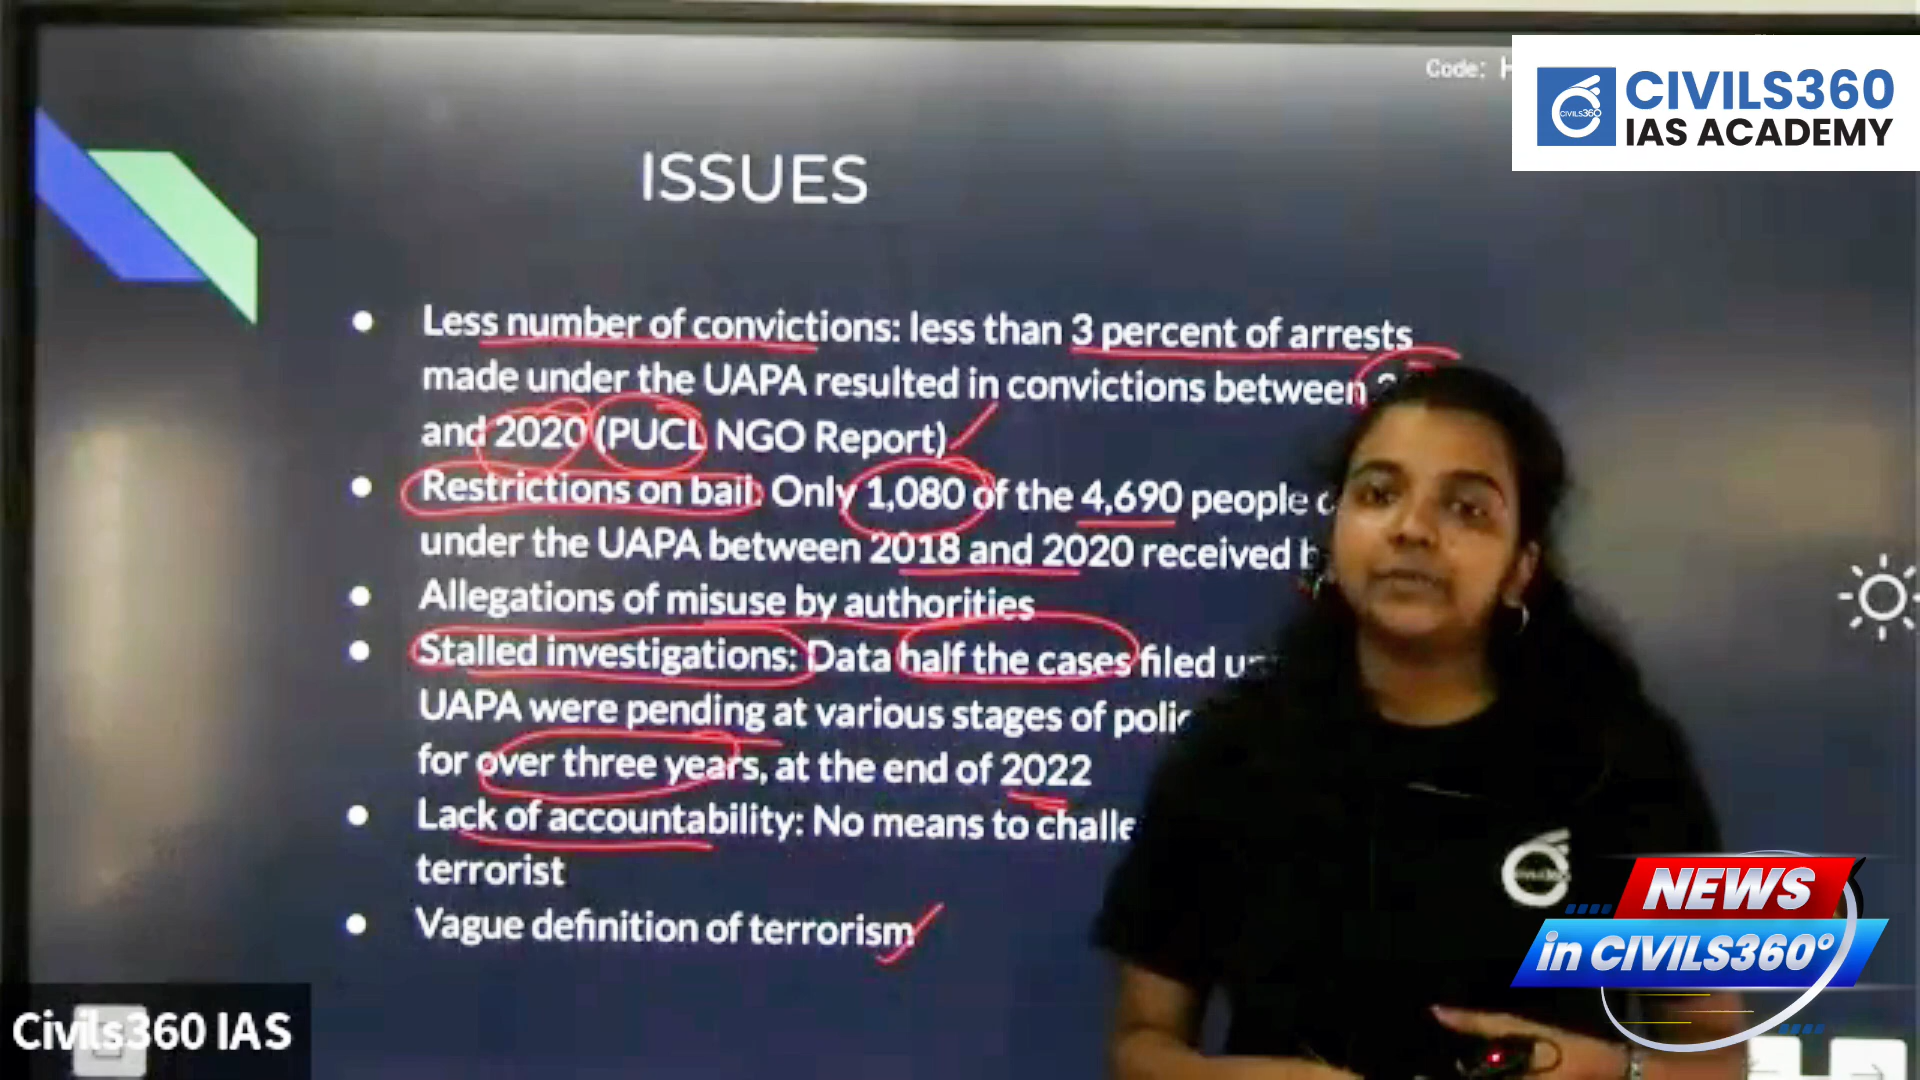 Code:
CIVILS360
CIVILS360
IAS ACADEMY
ISSUES
Less number of convictions: less than 3 percent of arrests
made under the UAPA resulted in convictions between
and 2020 (PUCL NGO Report)
Restrictions on bail: Only 1,080 of the 4,690 people
under the UAPA between 2018 and 2020 received
Allegations of misuse by authorities
Stalled investigations: Data half the cases filed
UAPA were pending at various stages of
for over three years, at the end of 2022
Lack of accountability: No means to
terrorist
Vague definition of terrorism
NEWS
in CIVILS360°
Civils360 IAS